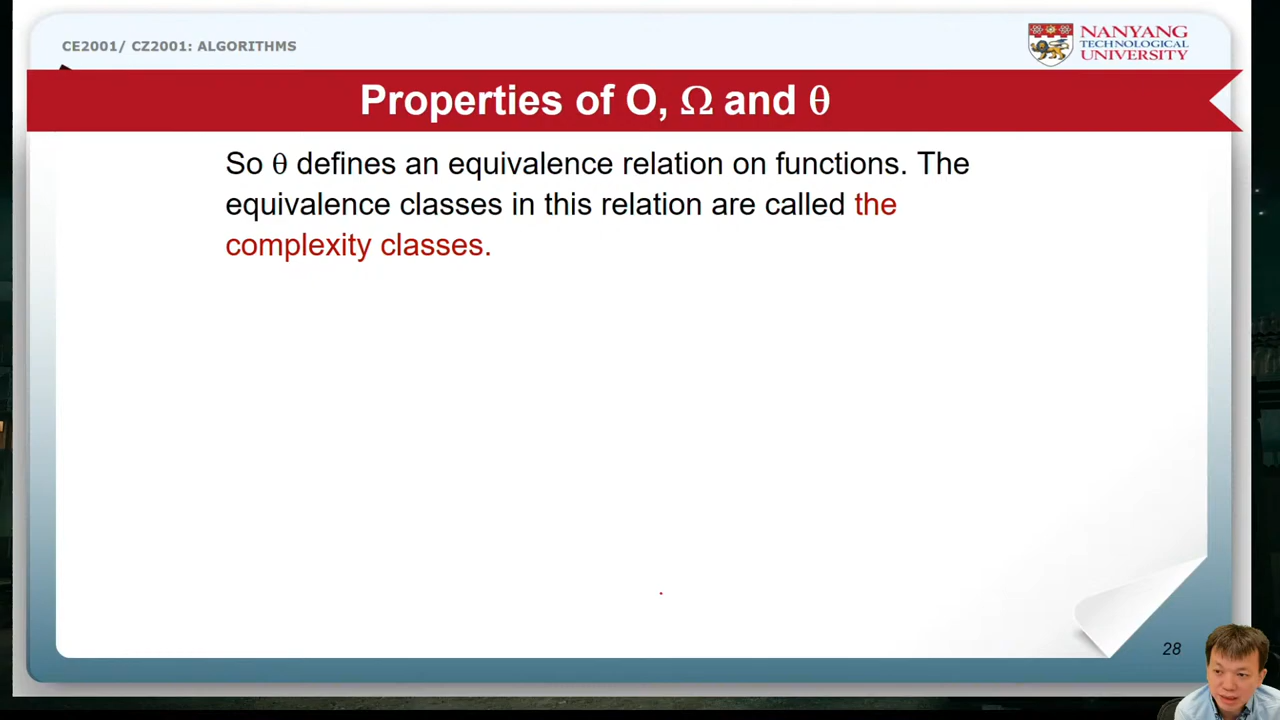 CE2001/ CZ2001: ALGORITHMS
NANYANG
TECHNOLOGICAL
UNIVERSITY
Properties of O, Ω and θ
So θ defines an equivalence relation on functions. The
equivalence classes in this relation are called the
complexity classes.
28